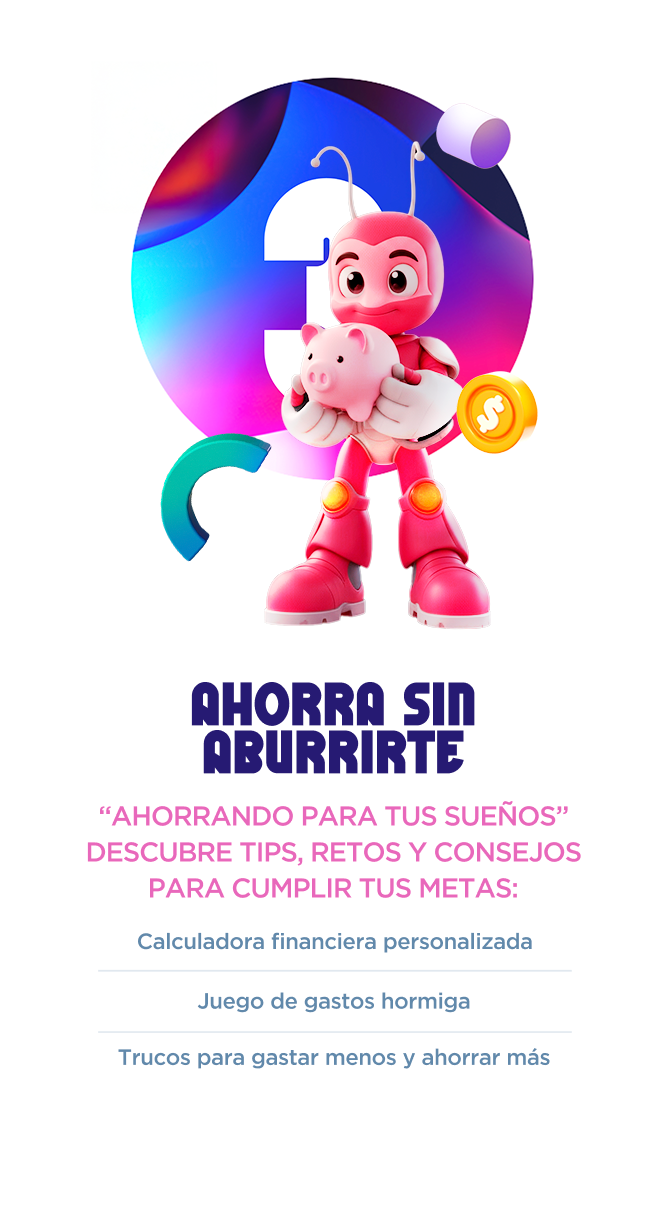 3
$
AHORRA SIN
ABURRIRTE
“AHORRANDO PARA TUS SUEÑOS”
DESCUBRE TIPS, RETOS Y CONSEJOS
PARA CUMPLIR TUS METAS:
Calculadora financiera personalizada
Juego de gastos hormiga
Trucos para gastar menos y ahorrar más